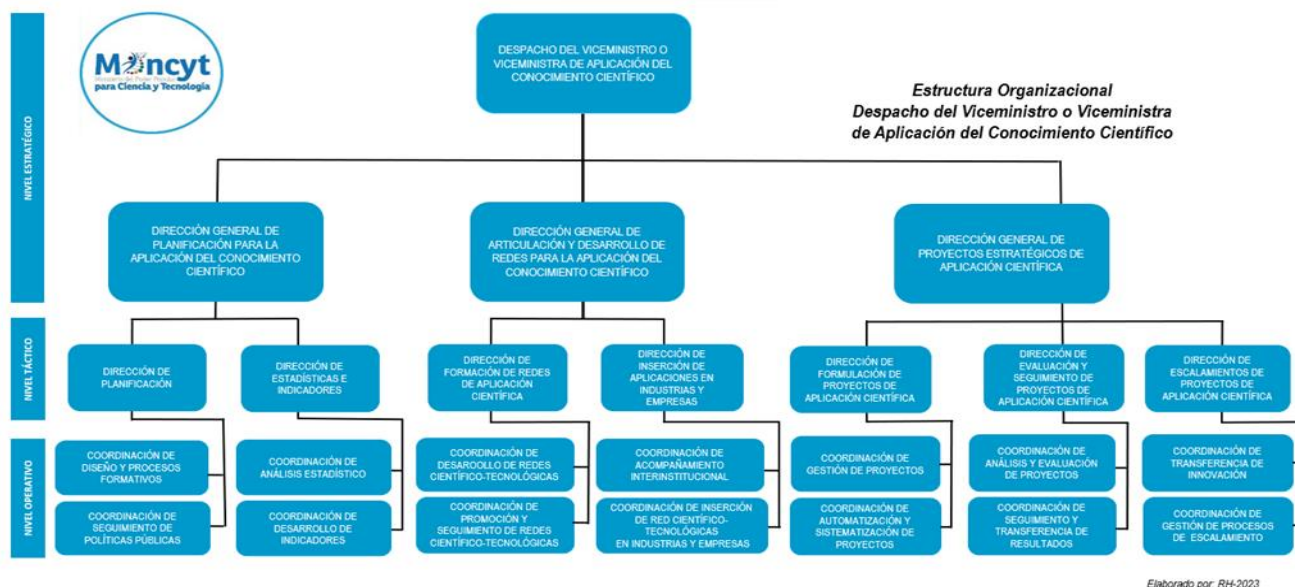 NIVEL ESTRATÉGICO
Mincyt
para Ciencia y Tecnología
DESPACHO DEL VICEMINISTRO O
VICEMINISTRA DE APLICACIÓN DEL
CONOCIMIENTO CIENTÍFICO
Estructura Organizacional
Despacho del Viceministro o Viceministra
de Aplicación del Conocimiento Científico
DIRECCIÓN GENERAL DE
PLANIFICACIÓN PARA LA
APLICACIÓN DEL CONOCIMIENTO
CIENTÍFICO
DIRECCIÓN GENERAL DE
ARTICULACIÓN Y DESARROLLO DE
REDES PARA LA APLICACIÓN DEL
CONOCIMIENTO CIENTÍFICO
DIRECCIÓN GENERAL DE
PROYECTOS ESTRATÉGICOS DE
APLICACIÓN CIENTÍFICA
NIVEL TÁCTICO
DIRECCIÓN DE
PLANIFICACIÓN
DIRECCIÓN DE
ESTADÍSTICAS E
INDICADORES
DIRECCIÓN DE
FORMACIÓN DE REDES
DE APLICACIÓN
CIENTÍFICA
DIRECCIÓN DE
INSERCIÓN DE
APLICACIONES EN
INDUSTRIAS Y
EMPRESAS
DIRECCIÓN DE
FORMULACIÓN DE
PROYECTOS DE
APLICACIÓN CIENTÍFICA
DIRECCIÓN DE
EVALUACIÓN Y
SEGUIMIENTO DE
PROYECTOS DE
APLICACIÓN CIENTÍFICA
DIRECCIÓN DE
ESCALAMIENTOS DE
PROYECTOS DE
APLICACIÓN CIENTÍFICA
NIVEL OPERATIVO
COORDINACIÓN DE
DISEÑO Y PROCESOS
FORMATIVOS
COORDINACIÓN DE
ANÁLISIS ESTADÍSTICO
COORDINACIÓN DE
DESAROOLLO DE REDES
CIENTÍFICO-TECNOLÓGICAS
COORDINACIÓN DE
ACOMPAÑAMIENTO
INTERINSTITUCIONAL
COORDINACIÓN DE
GESTIÓN DE PROYECTOS
COORDINACIÓN DE
ANÁLISIS Y EVALUACIÓN
DE PROYECTOS
COORDINACIÓN DE
TRANSFERENCIA DE
INNOVACIÓN
COORDINACIÓN DE
SEGUIMIENTO DE
POLÍTICAS PÚBLICAS
COORDINACIÓN DE
DESARROLLO DE
INDICADORES
COORDINACIÓN DE
PROMOCIÓN Y
SEGUIMIENTO DE REDES
CIENTÍFICO-TECNOLÓGICAS
COORDINACIÓN DE INSERCIÓN
DE RED CIENTÍFICO-
TECNOLÓGICAS
EN INDUSTRIAS Y EMPRESAS
COORDINACIÓN DE
AUTOMATIZACIÓN Y
SISTEMATIZACIÓN DE
PROYECTOS
COORDINACIÓN DE
SEGUIMIENTO Y
TRANSFERENCIA DE
RESULTADOS
COORDINACIÓN DE
GESTIÓN DE PROCESOS
DE ESCALAMIENTO
Elaborado por: RH-2023